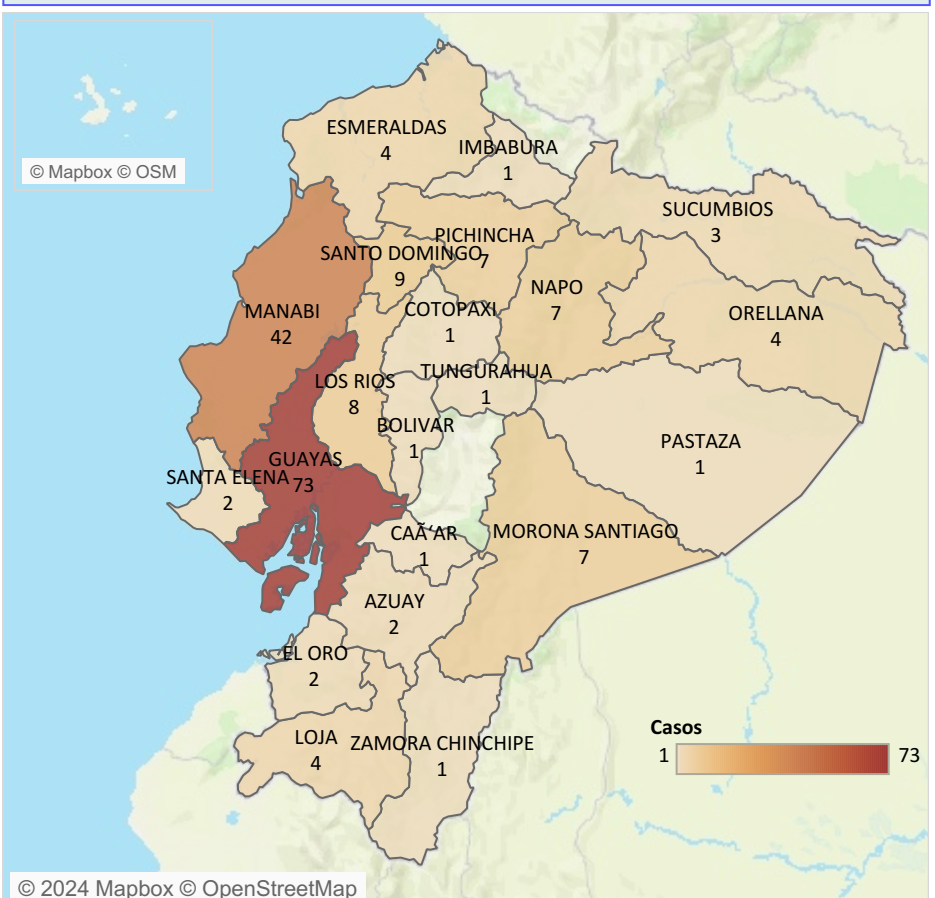 © Mapbox © OSM
ESMERALDAS
4
IMBABURA
1
SUCUMBIOS
3
PICHINCHA
7
SANTO DOMINGO
9
NAPO
7
COTOPAXI
1
MANABI
42
ORELLANA
4
TUNGURAHUA
1
LOS RIOS
8
BOLIVAR
1
PASTAZA
1
GUAYAS
73
SANTA ELENA
2
CAÃ‘AR
1
MORONA SANTIAGO
7
AZUAY
2
EL ORO
2
LOJA
4
ZAMORA CHINCHIPE
1
Casos
1 73
© 2024 Mapbox © OpenStreetMap